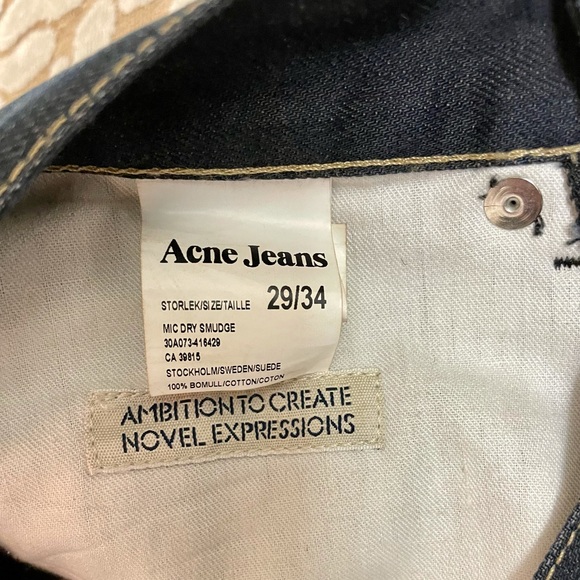 Acne Jeans
STORLEK/SIZE/TAILLE 29/34
MIC DRY SMUDGE
30A073-416429
CA 39815
STOCKHOLM/SWEDEN/SUEDE
100% BOMULL/COTTON/COTON
AMBITION TO CREATE
NOVEL EXPRESSIONS